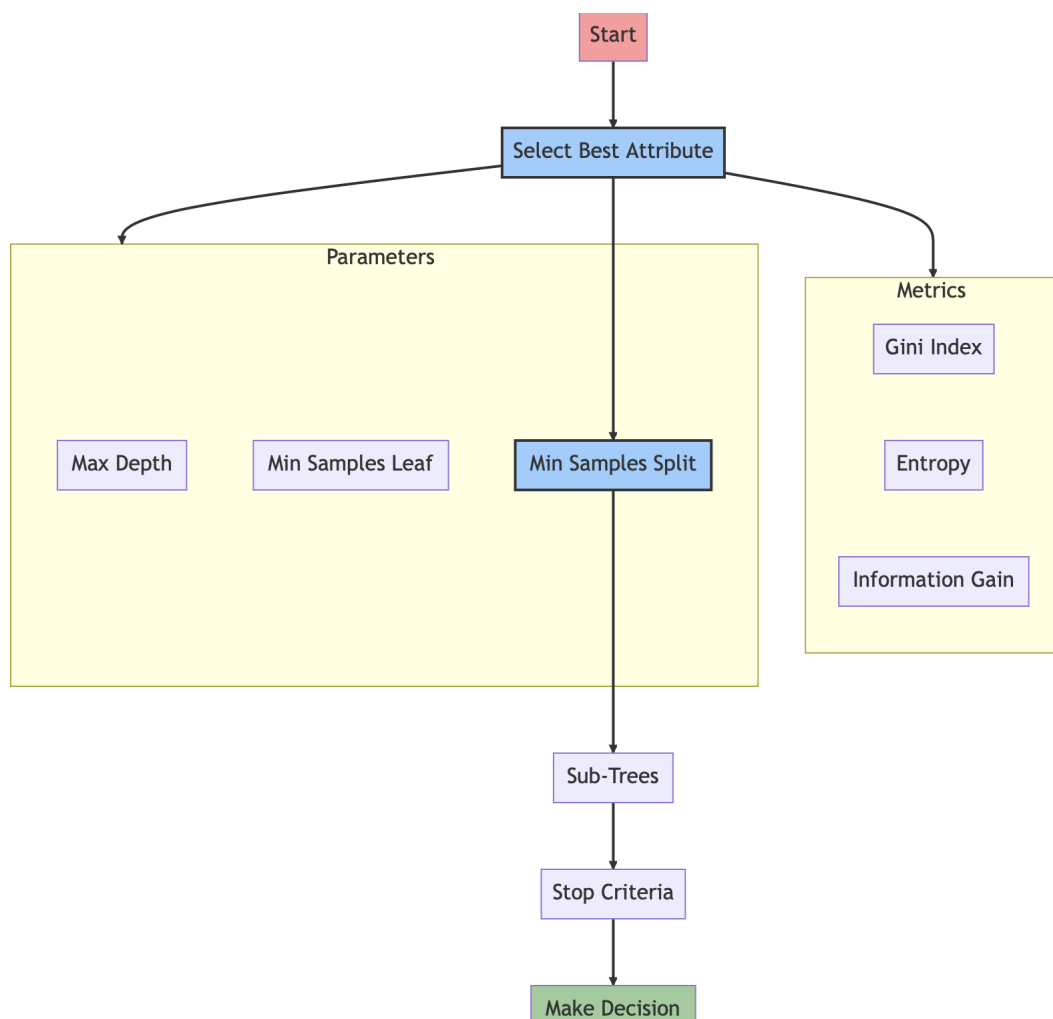 Start
Select Best Attribute
Parameters
Metrics
Gini Index
Max Depth
Min Samples Leaf
Min Samples Split
Entropy
Information Gain
Sub-Trees
Stop Criteria
Make Decision